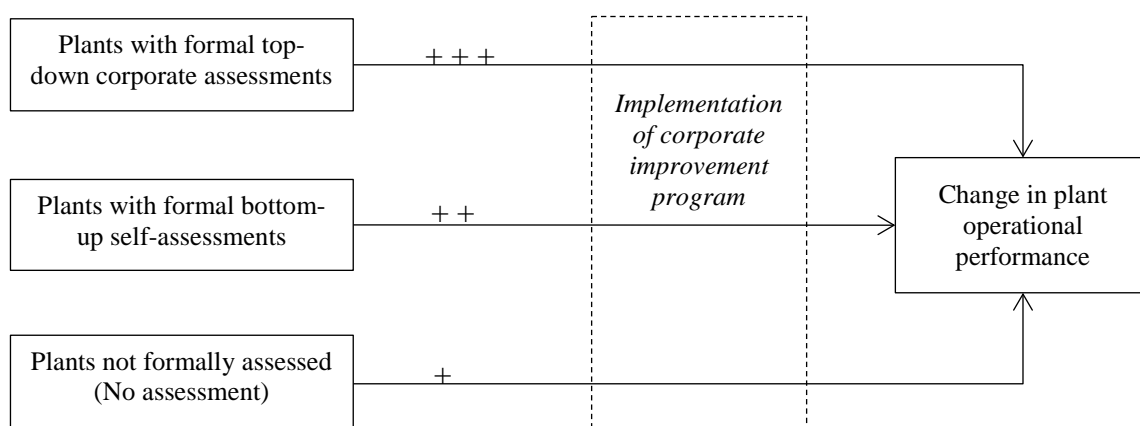 Plants with formal top-
down corporate assessments
+ + +
Implementation
of corporate
improvement
program
Plants with formal bottom-
up self-assessments
+ +
Change in plant
operational
performance
Plants not formally assessed
(No assessment)
+